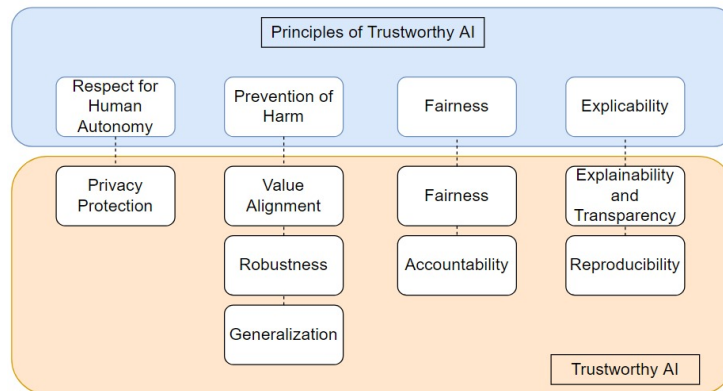 Principles of Trustworthy AI
Respect for
Human
Autonomy
Prevention of
Harm
Fairness
Explicability
Privacy
Protection
Value
Alignment
Fairness
Explainability
and
Transparency
Robustness
Accountability
Reproducibility
Generalization
Trustworthy AI